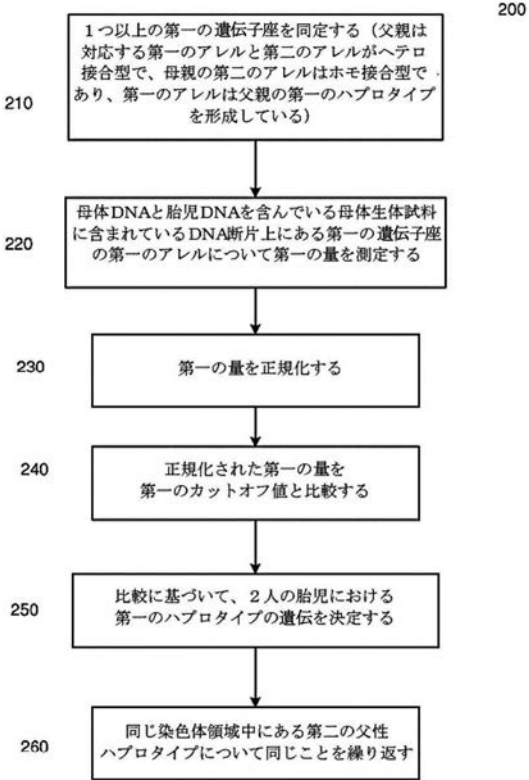 200
210
１つ以上の第一の遺伝子座を同定する（父親は
対応する第一のアレルと第二のアレルがヘテロ
接合型で、母親の第二のアレルはホモ接合型で
あり、第一のアレルは父親の第一のハプロタイプ
を形成している）
220
母体DNAと胎児DNAを含んでいる母体生体試料
に含まれているDNA断片上にある第一の遺伝子座
の第一のアレルについて第一の量を測定する
230
第一の量を正規化する
240
正規化された第一の量を
第一のカットオフ値と比較する
250
比較に基づいて、２人の胎児における
第一のハプロタイプの遺伝を決定する
260
同じ染色体領域中にある第二の父性
ハプロタイプについて同じことを繰り返す